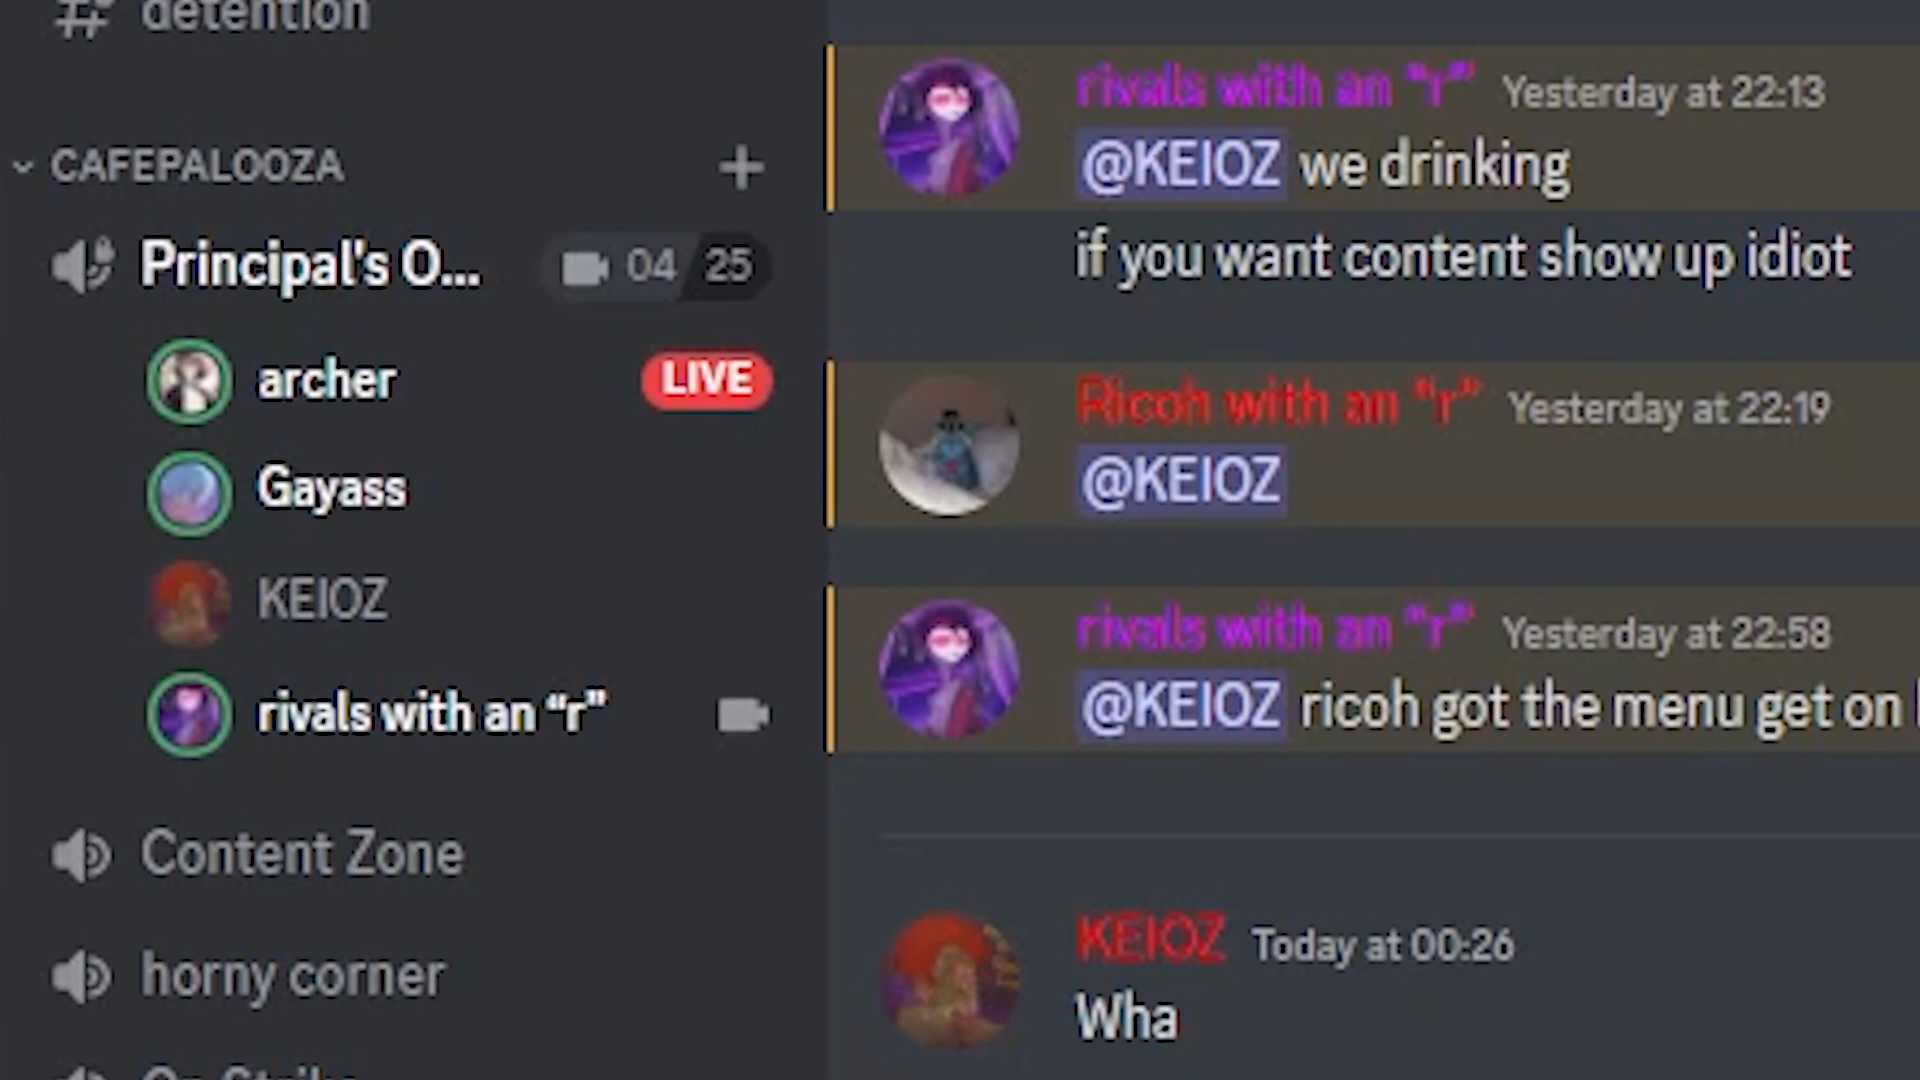 detention
CAFEPALOOZA
Principal's O...
04 25
archer
LIVE
Gayass
KEIOZ
rivals with an “r”
Content Zone
horny corner
On Strike
rivals with an “r” Yesterday at 22:13
@KEIOZ we drinking
if you want content show up idiot
Ricoh with an “r” Yesterday at 22:19
@KEIOZ
rivals with an “r” Yesterday at 22:58
@KEIOZ ricoh got the menu get on
KEIOZ Today at 00:26
Wha